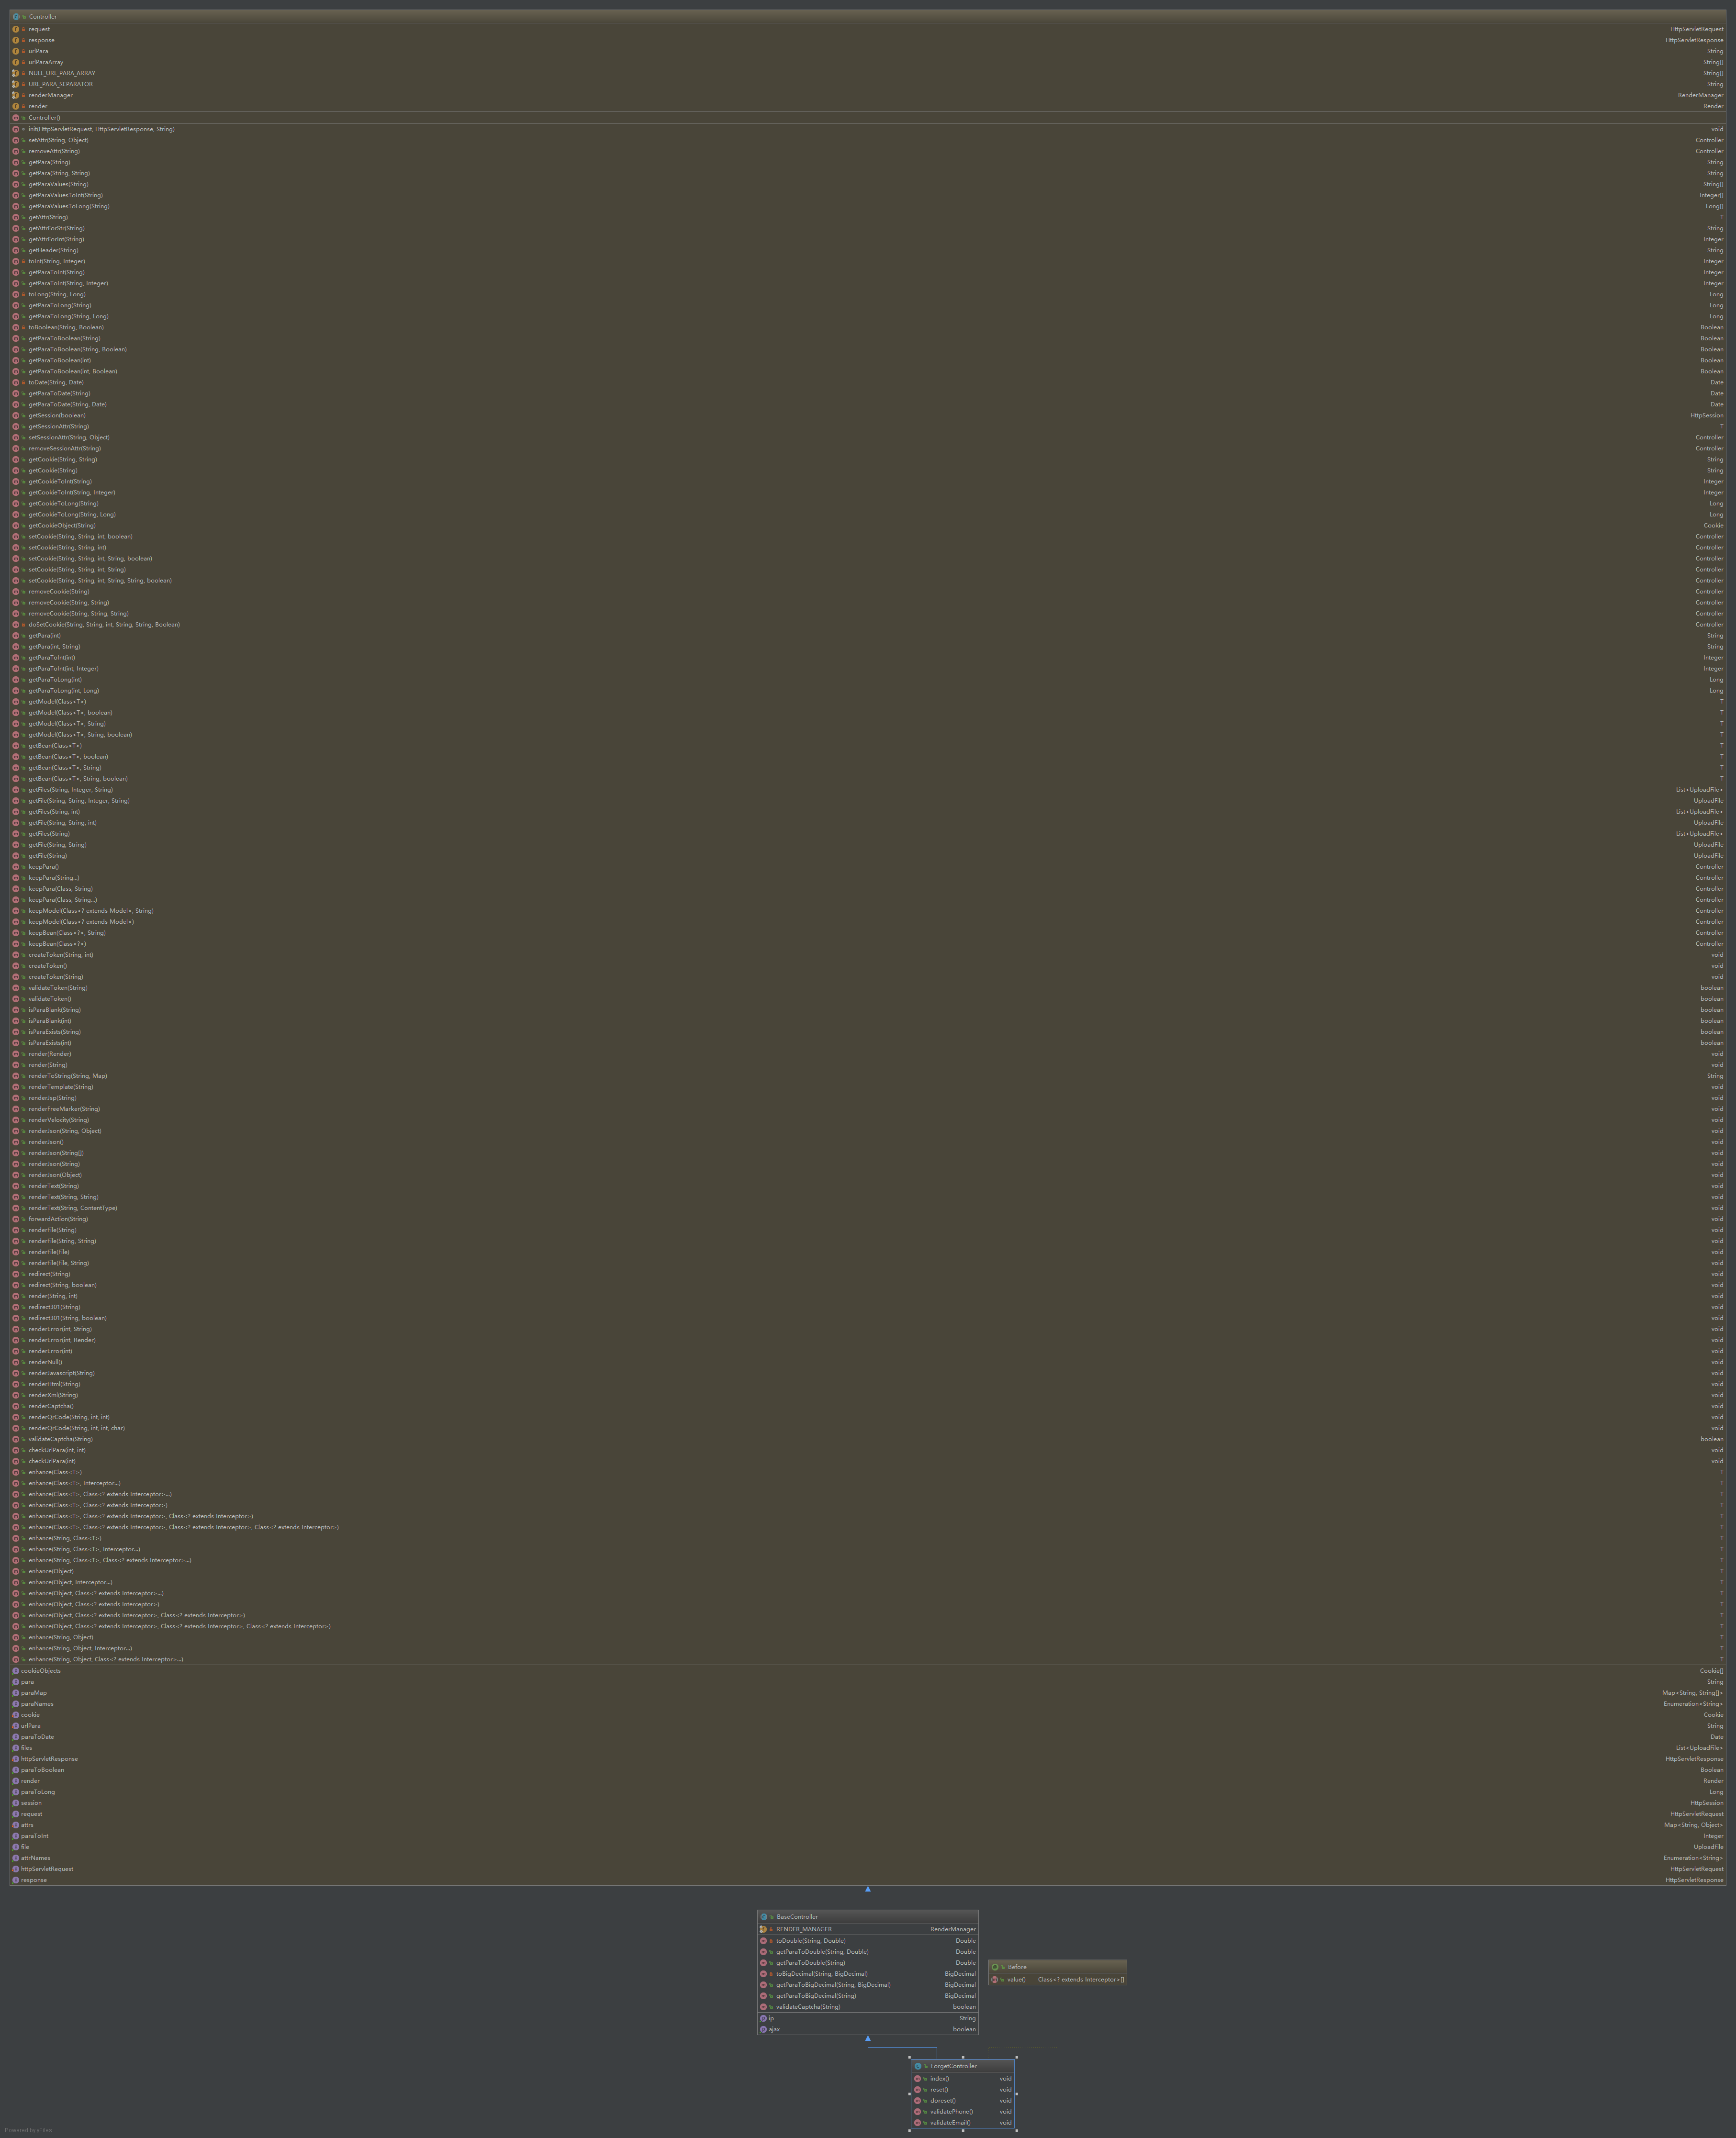 Controller
request HttpServletRequest
response HttpServletResponse
urlPara String
urlParaArray String[]
NULL_URL_PARA_ARRAY String[]
URL_PARA_SEPARATOR String
renderManager RenderManager
render Render
Controller()
init(HttpServletRequest, HttpServletResponse, String) void
setAttr(String, Object) Controller
removeAttr(String) Controller
getPara(String) String
getPara(String, String) String
getParaValues(String) String[]
getParaValuesToInt(String) Integer[]
getParaValuesToLong(String) Long[]
getAttr(String) T
getAttrForStr(String) String
getAttrForInt(String) Integer
getHeader(String) String
toInt(String, Integer) Integer
getParaToInt(String) Integer
getParaToInt(String, Integer) Integer
toLong(String, Long) Long
getParaToLong(String) Long
getParaToLong(String, Long) Long
toBoolean(String, Boolean) Boolean
getParaToBoolean(String) Boolean
getParaToBoolean(String, Boolean) Boolean
getParaToBoolean(int) Boolean
getParaToBoolean(int, Boolean) Boolean
toDate(String, Date) Date
getParaToDate(String) Date
getParaToDate(String, Date) Date
getSession(boolean) HttpSession
getSessionAttr(String) T
setSessionAttr(String, Object) Controller
removeSessionAttr(String) Controller
getCookie(String, String) String
getCookie(String) String
getCookieToInt(String) Integer
getCookieToInt(String, Integer) Integer
getCookieToLong(String) Long
getCookieToLong(String, Long) Long
getCookieObject(String) Cookie
setCookie(String, String, int, boolean) Controller
setCookie(String, String, int) Controller
setCookie(String, String, int, String, boolean) Controller
setCookie(String, String, int, String) Controller
setCookie(String, String, int, String, String, boolean) Controller
removeCookie(String) Controller
removeCookie(String, String) Controller
removeCookie(String, String, String) Controller
doSetCookie(String, String, int, String, String, Boolean) Controller
getPara(int) String
getPara(int, String) String
getParaToInt(int) Integer
getParaToInt(int, Integer) Integer
getParaToLong(int) Long
getParaToLong(int, Long) Long
getModel(Class<T>) T
getModel(Class<T>, boolean) T
getModel(Class<T>, String) T
getModel(Class<T>, String, boolean) T
getBean(Class<T>) T
getBean(Class<T>, boolean) T
getBean(Class<T>, String) T
getBean(Class<T>, String, boolean) T
getFiles(String, Integer, String) List<UploadFile>
getFile(String, String, Integer, String) UploadFile
getFiles(String, int) List<UploadFile>
getFile(String, String, int) UploadFile
getFiles(String) List<UploadFile>
getFile(String, String) UploadFile
getFile(String) UploadFile
keepPara() Controller
keepPara(String...) Controller
keepPara(Class, String) Controller
keepPara(Class, String...) Controller
keepModel(Class<? extends Model>, String) Controller
keepModel(Class<? extends Model>) Controller
keepBean(Class<?>, String) Controller
keepBean(Class<?>) Controller
createToken(String, int) void
createToken() void
createToken(String) void
validateToken(String) boolean
validateToken() boolean
isParaBlank(String) boolean
isParaBlank(int) boolean
isParaExists(String) boolean
isParaExists(int) boolean
render(Render) void
render(String) void
renderToString(String, Map) String
renderTemplate(String) void
renderJsp(String) void
renderFreeMarker(String) void
renderVelocity(String) void
renderJson(String, Object) void
renderJson() void
renderJson(String[]) void
renderJson(String) void
renderJson(Object) void
renderText(String) void
renderText(String, String) void
renderText(String, ContentType) void
forwardAction(String) void
renderFile(String) void
renderFile(String, String) void
renderFile(File) void
renderFile(File, String) void
redirect(String) void
redirect(String, boolean) void
render(String, int) void
redirect301(String) void
redirect301(String, boolean) void
renderError(int, String) void
renderError(int, Render) void
renderError(int) void
renderNull() void
renderJavascript(String) void
renderHtml(String) void
renderXml(String) void
renderCaptcha() void
renderQrCode(String, int, int) void
renderQrCode(String, int, int, char) void
validateCaptcha(String) boolean
checkUrlPara(int, int) void
checkUrlPara(int) void
enhance(Class<T>) T
enhance(Class<T>, Interceptor...) T
enhance(Class<T>, Class<? extends Interceptor>...) T
enhance(Class<T>, Class<? extends Interceptor>) T
enhance(Class<T>, Class<? extends Interceptor>, Class<? extends Interceptor>) T
enhance(Class<T>, Class<? extends Interceptor>, Class<? extends Interceptor>, Class<? extends Interceptor>) T
enhance(String, Class<T>) T
enhance(String, Class<T>, Interceptor...) T
enhance(String, Class<T>, Class<? extends Interceptor>...) T
enhance(Object) T
enhance(Object, Interceptor...) T
enhance(Object, Class<? extends Interceptor>...) T
enhance(Object, Class<? extends Interceptor>) T
enhance(Object, Class<? extends Interceptor>, Class<? extends Interceptor>) T
enhance(Object, Class<? extends Interceptor>, Class<? extends Interceptor>, Class<? extends Interceptor>) T
enhance(String, Object) T
enhance(String, Object, Interceptor...) T
enhance(String, Object, Class<? extends Interceptor>...) T
cookieObjects Cookie[]
para String
paraMap Map<String, String[]>
paraNames Enumeration<String>
cookie Cookie
urlPara String
paraToDate Date
files List<UploadFile>
httpServletResponse HttpServletResponse
paraToBoolean Boolean
render Render
paraToLong Long
session HttpSession
request HttpServletRequest
attrs Map<String, Object>
paraToInt Integer
file UploadFile
attrNames Enumeration<String>
httpServletRequest HttpServletRequest
response HttpServletResponse
BaseController
RENDER_MANAGER RenderManager
toDouble(String, Double) Double
getParaToDouble(String, Double) Double
getParaToDouble(String) Double
toBigDecimal(String, BigDecimal) BigDecimal
getParaToBigDecimal(String, BigDecimal) BigDecimal
getParaToBigDecimal(String) BigDecimal
validateCaptcha(String) boolean
ip String
ajax boolean
Before
value() Class<? extends Interceptor>[]
ForgetController
index() void
reset() void
doreset() void
validatePhone() void
validateEmail() void
Powered by yFiles